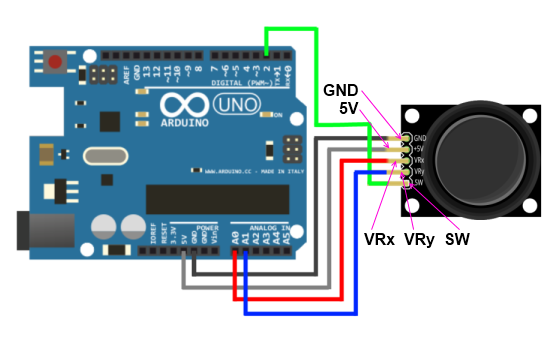 AREF
GND
13
12
~11
~10
~9
8
7
~6
~5
4
~3
2
TX→1
RX←0
DIGITAL (PWM~)
UNO
ON
ARDUINO
WWW.ARDUINO.CC - MADE IN ITALY
POWER
ANALOG IN
IOREF
RESET
3.3V
5V
GND
GND
Vin
A0
A1
A2
A3
A4
A5
GND
5V
GND
+5V
VRx
VRy
SW
VRx VRy SW